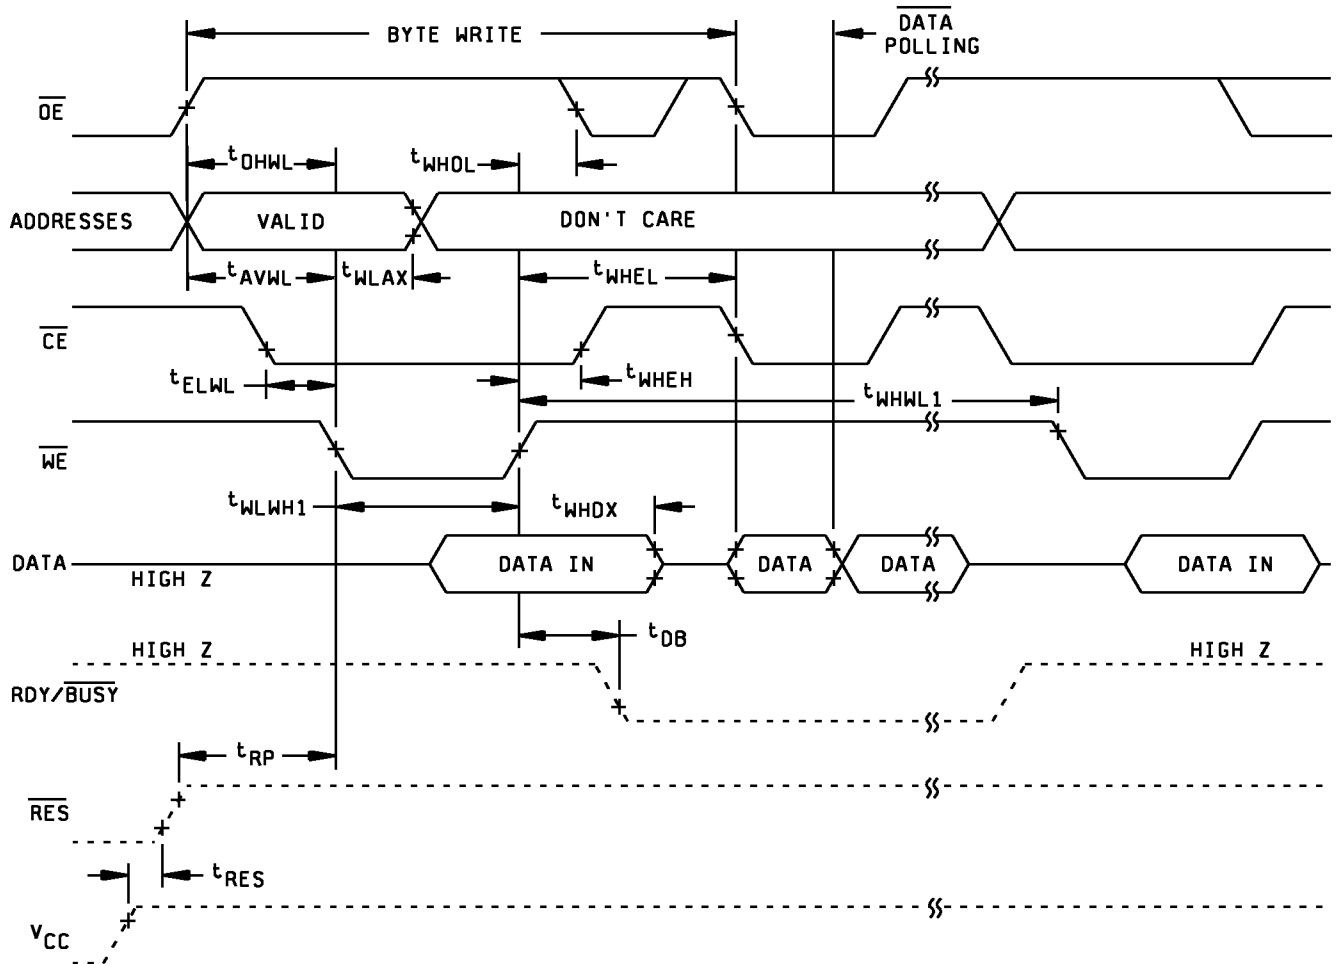 BYTE WRITE
DATA
POLLING
OE
tOHWL
tWHOL
ADDRESSES
VALID
DON'T CARE
tAVWL
tWLAX
tWHEL
CE
tELWL
tWHEH
tWHWL1
WE
tWLWH1
tWHDX
DATA
HIGH Z
DATA IN
DATA
DATA
DATA IN
tDB
HIGH Z
HIGH Z
RDY/BUSY
tRP
RES
tRES
VCC